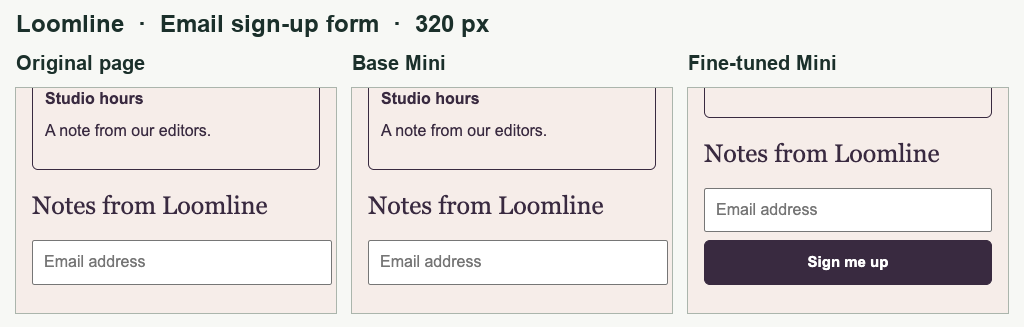 Loomline · Email sign-up form · 320 px
Original page
Studio hours
A note from our editors.
Notes from Loomline
Email address
Base Mini
Studio hours
A note from our editors.
Notes from Loomline
Email address
Fine-tuned Mini
Notes from Loomline
Email address
Sign me up